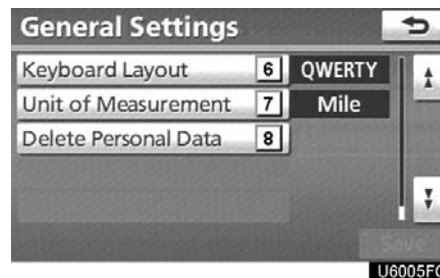 General Settings
Keyboard Layout 6 QWERTY
Unit of Measurement 7 Mile
Delete Personal Data 8
Save
U6005FC